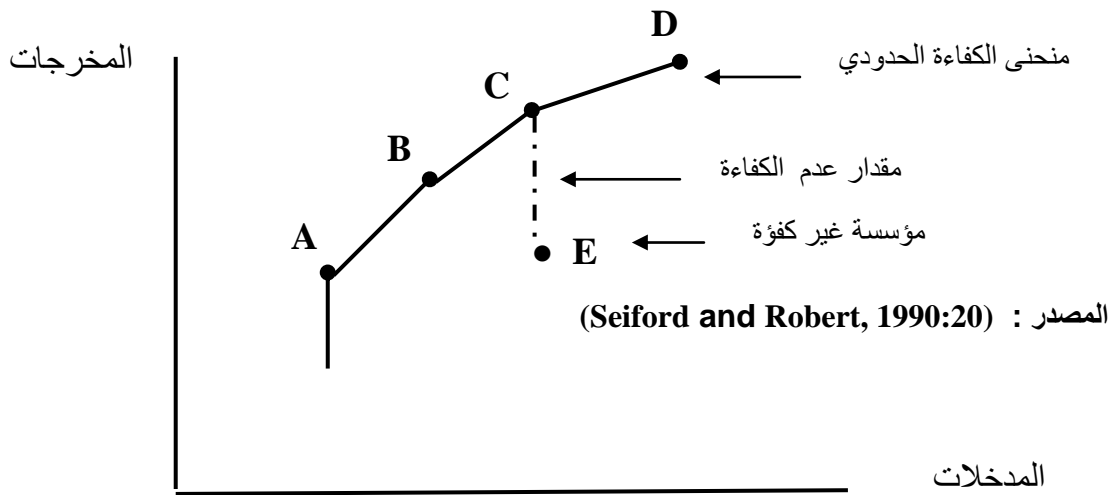 D
المخرجات
منحنى الكفاءة الحدودي
C
B
مقدار عدم الكفاءة
A
مؤسسة غير كفؤة
E
المصدر : (Seiford and Robert, 1990:20)
المدخلات